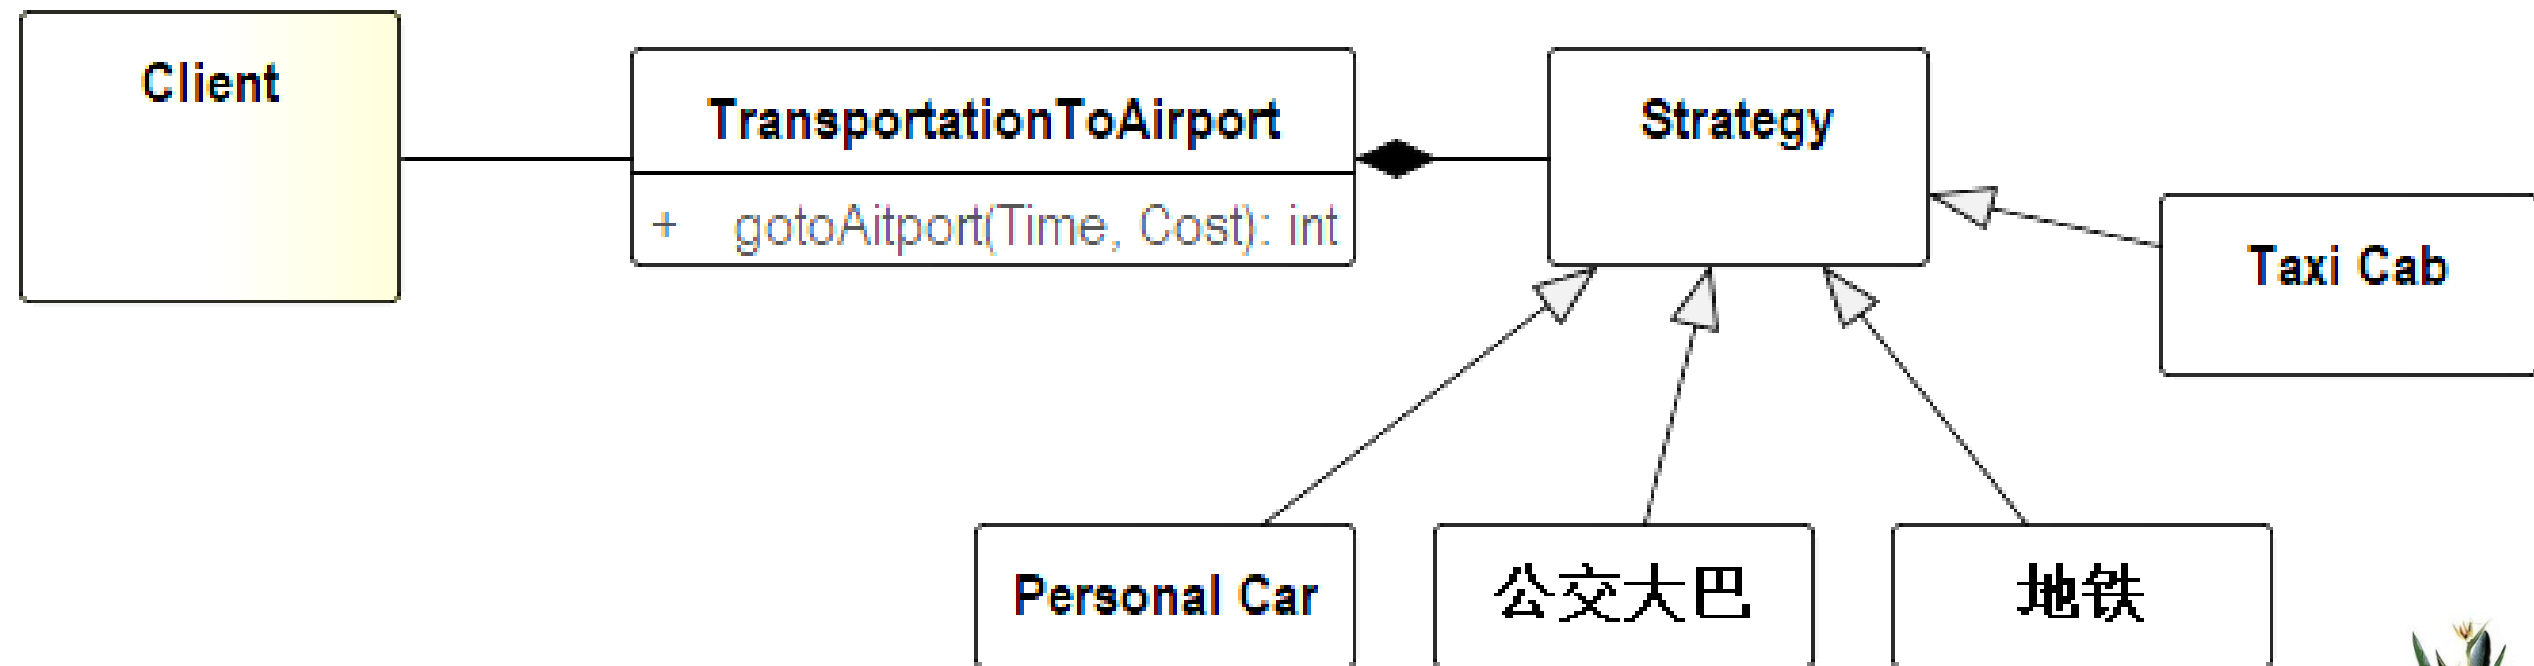 Client
TransportationToAirport
+ gotoAitport(Time, Cost): int
Strategy
Taxi Cab
Personal Car
公交大巴
地铁